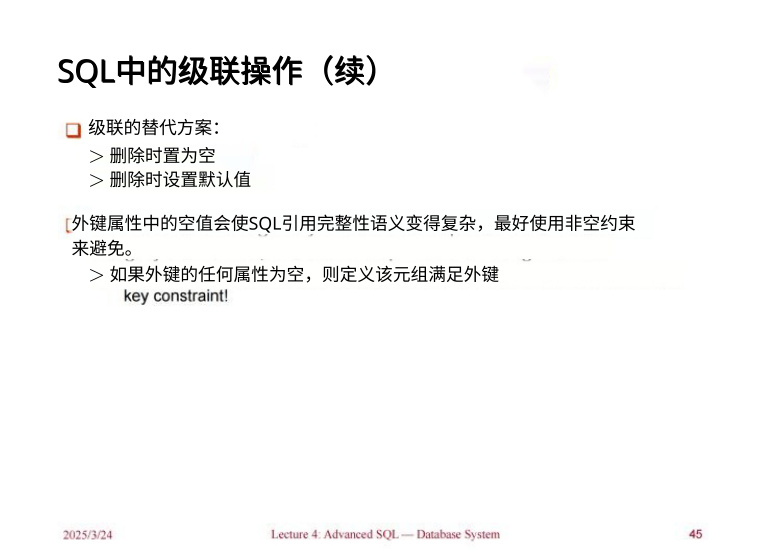 SQL中的级联操作（续）
级联的替代方案：
> 删除时置为空
> 删除时设置默认值
外键属性中的空值会使SQL引用完整性语义变得复杂，最好使用非空约束
来避免。
> 如果外键的任何属性为空，则定义该元组满足外键
key constraint!
2025/3/24
Lecture 4: Advanced SQL — Database System
45